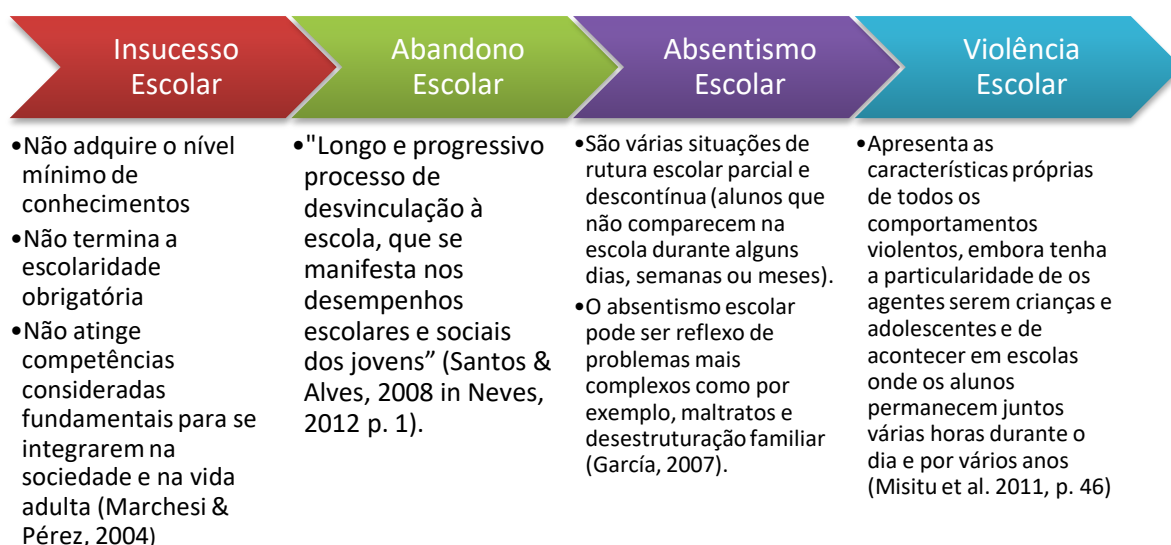 Insucesso
Escolar
Abandono
Escolar
Absentismo
Escolar
Violência
Escolar
•Não adquire o nível
mínimo de
conhecimentos
•Não termina a
escolaridade
obrigatória
•Não atinge
competências
consideradas
fundamentais para se
integrarem na
sociedade e na vida
adulta (Marchesi &
Pérez, 2004)
•"Longo e progressivo
processo de
desvinculação à
escola, que se
manifesta nos
desempenhos
escolares e sociais
dos jovens” (Santos &
Alves, 2008 in Neves,
2012 p. 1).
•São várias situações de
rutura escolar parcial e
descontínua (alunos que
não comparecem na
escola durante alguns
dias, semanas ou meses).
•O absentismo escolar
pode ser reflexo de
problemas mais
complexos como por
exemplo, maltratos e
desestruturação familiar
(García, 2007).
•Apresenta as
características próprias
de todos os
comportamentos
violentos, embora tenha
a particularidade de os
agentes serem crianças e
adolescentes e de
acontecer em escolas
onde os alunos
permanecem juntos
várias horas durante o
dia e por vários anos
(Misitu et al. 2011, p. 46)